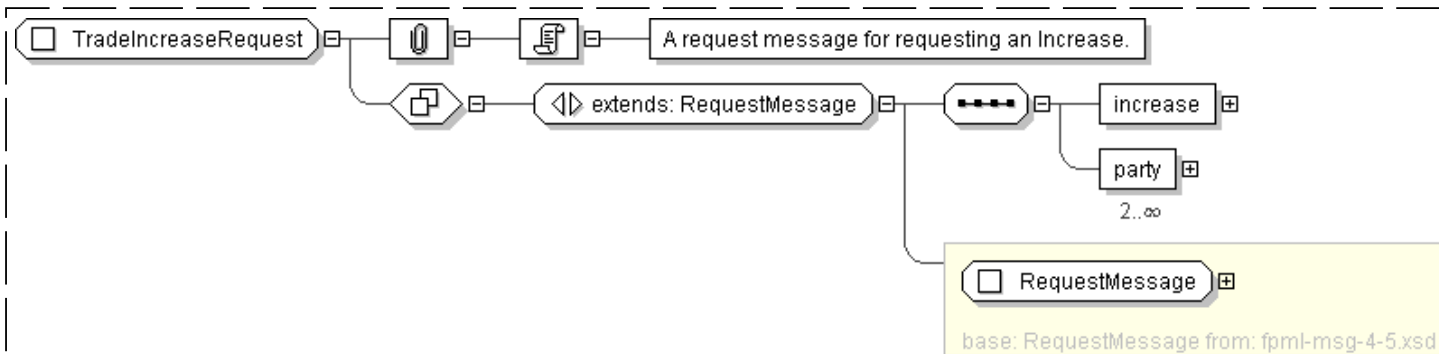 TradeIncreaseRequest
A request message for requesting an Increase.
extends: RequestMessage
increase
party
2..∞
RequestMessage
base: RequestMessage from: fpml-msg-4-5.xsd